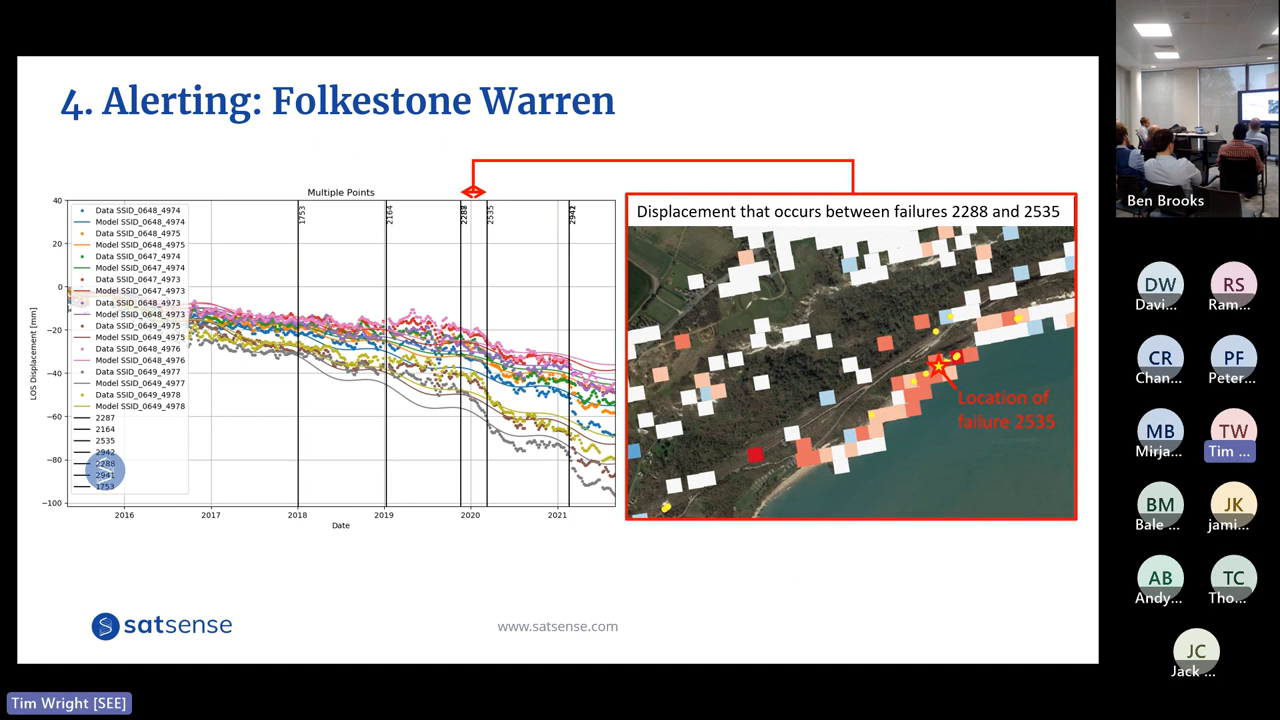 4. Alerting: Folkestone Warren
Multiple Points
LOS Displacement [mm]
40
20
0
−20
−40
−60
−80
−100
Data SSID_0648_4974
Model SSID_0648_4974
Data SSID_0648_4975
Model SSID_0648_4975
Data SSID_0647_4974
Model SSID_0647_4974
Data SSID_0647_4973
Model SSID_0647_4973
Data SSID_0648_4973
Model SSID_0648_4973
Data SSID_0649_4975
Model SSID_0649_4975
Data SSID_0648_4976
Model SSID_0648_4976
Data SSID_0649_4977
Model SSID_0649_4977
Data SSID_0649_4978
Model SSID_0649_4978
2287
2164
2535
2942
2288
2941
1753
1753
2164
2535
2016
2017
2018
2019
2020
2021
Date
Displacement that occurs between failures 2288 and 2535
Location of
failure 2535
satsense
www.satsense.com
Ben Brooks
DW
Davi...
RS
Ram...
CR
Chan...
PF
Peter...
MB
Mirja...
TW
Tim ...
BM
Bale ...
JK
jami...
AB
Andy...
TC
Tho...
JC
Jack ...
Tim Wright [SEE]